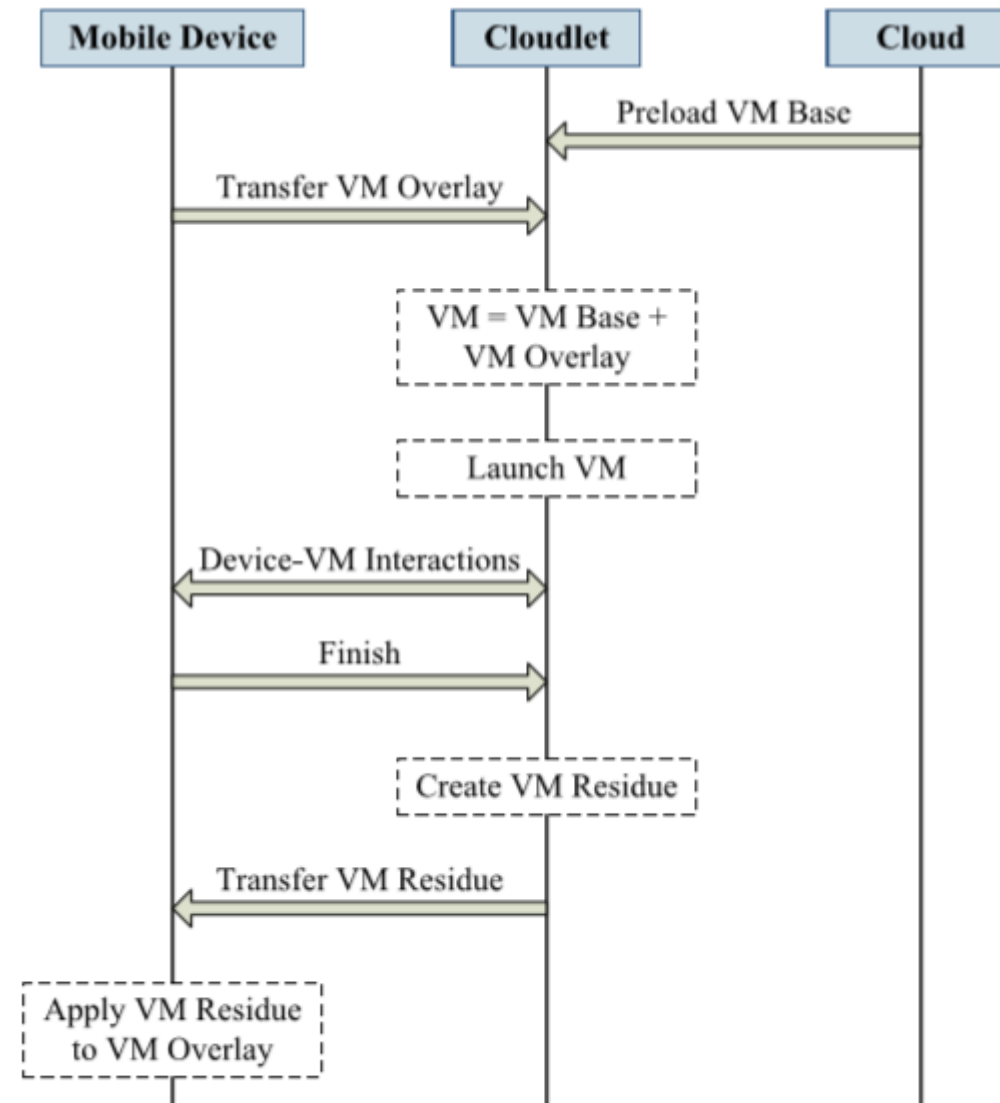 Mobile Device
Cloudlet
Cloud
Preload VM Base
Transfer VM Overlay
VM = VM Base +
VM Overlay
Launch VM
Device-VM Interactions
Finish
Create VM Residue
Transfer VM Residue
Apply VM Residue
to VM Overlay